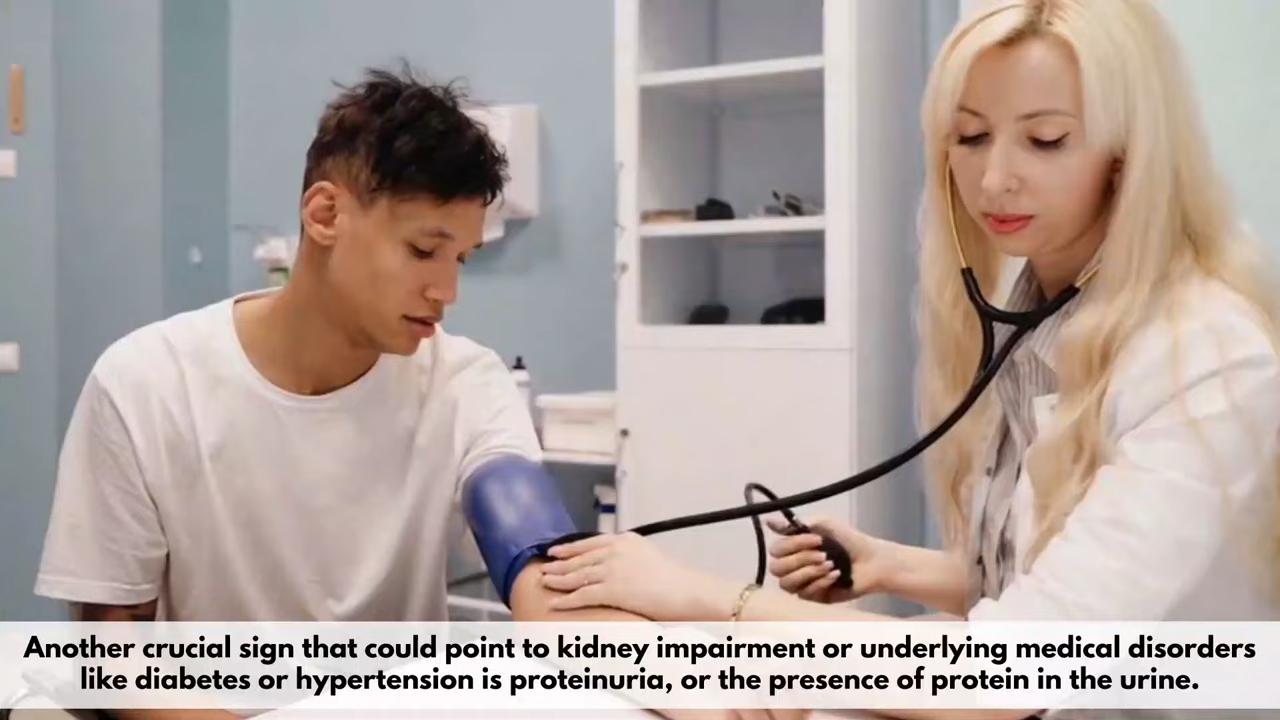 Another crucial sign that could point to kidney impairment or underlying medical disorders
like diabetes or hypertension is proteinuria, or the presence of protein in the urine.